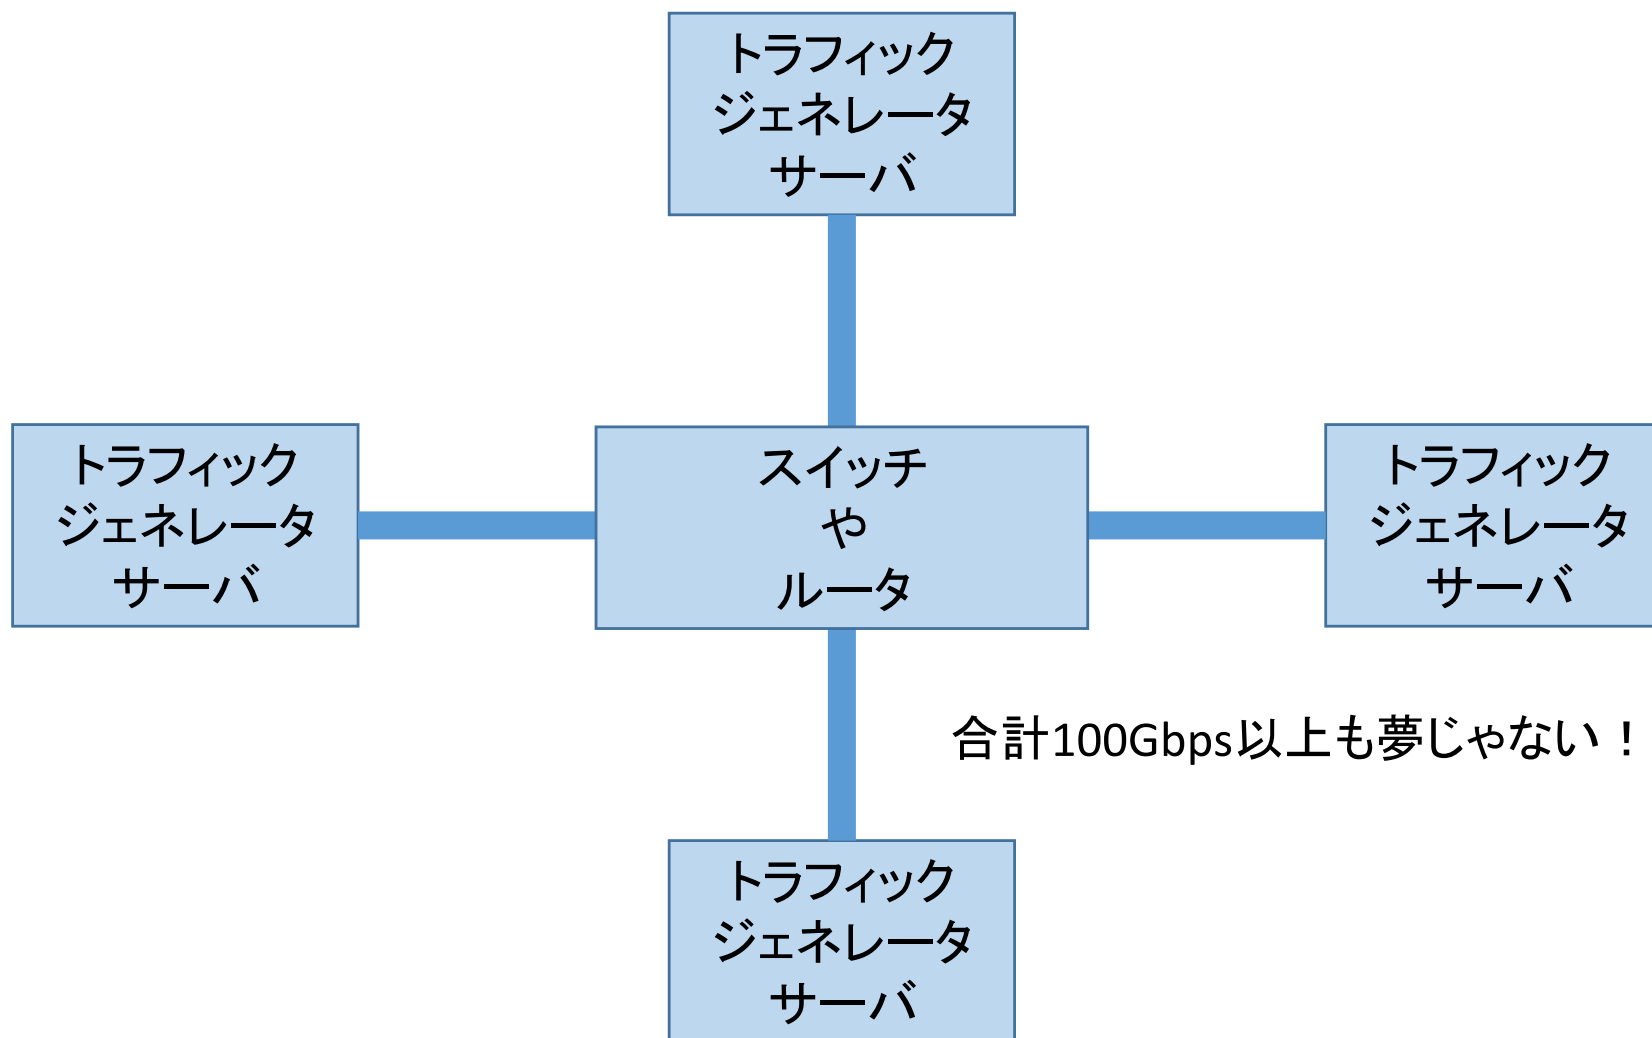 トラフィック
ジェネレータ
サーバ
トラフィック
ジェネレータ
サーバ
スイッチ
や
ルータ
トラフィック
ジェネレータ
サーバ
合計100Gbps以上も夢じゃない！
トラフィック
ジェネレータ
サーバ